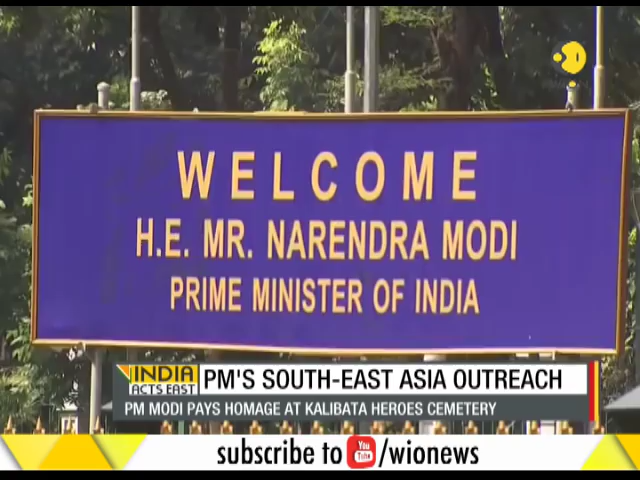 WELCOME
H.E. MR. NARENDRA MODI
PRIME MINISTER OF INDIA
INDIA
ACTS EAST
PM'S SOUTH-EAST ASIA OUTREACH
PM MODI PAYS HOMAGE AT KALIBATA HEROES CEMETERY
subscribe to You Tube /wionews